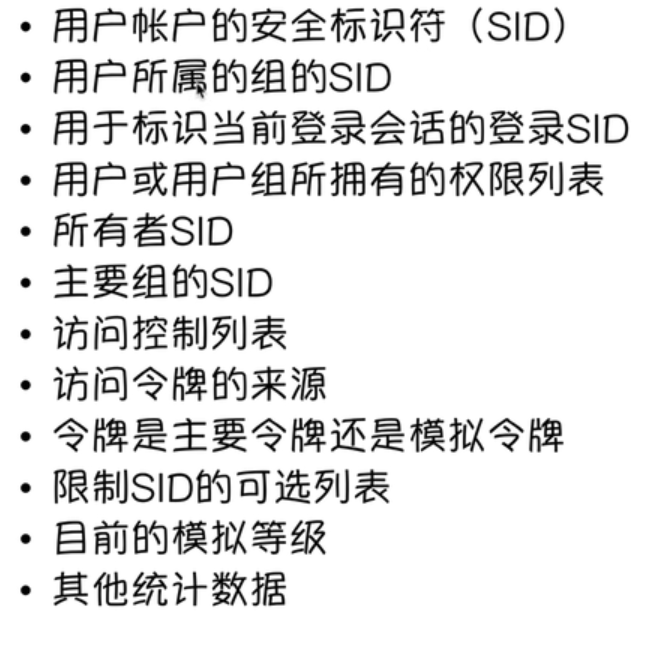 • 用户帐户的安全标识符（SID）
• 用户所属的组的SID
• 用于标识当前登录会话的登录SID
• 用户或用户组所拥有的权限列表
• 所有者SID
• 主要组的SID
• 访问控制列表
• 访问令牌的来源
• 令牌是主要令牌还是模拟令牌
• 限制SID的可选列表
• 目前的模拟等级
• 其他统计数据